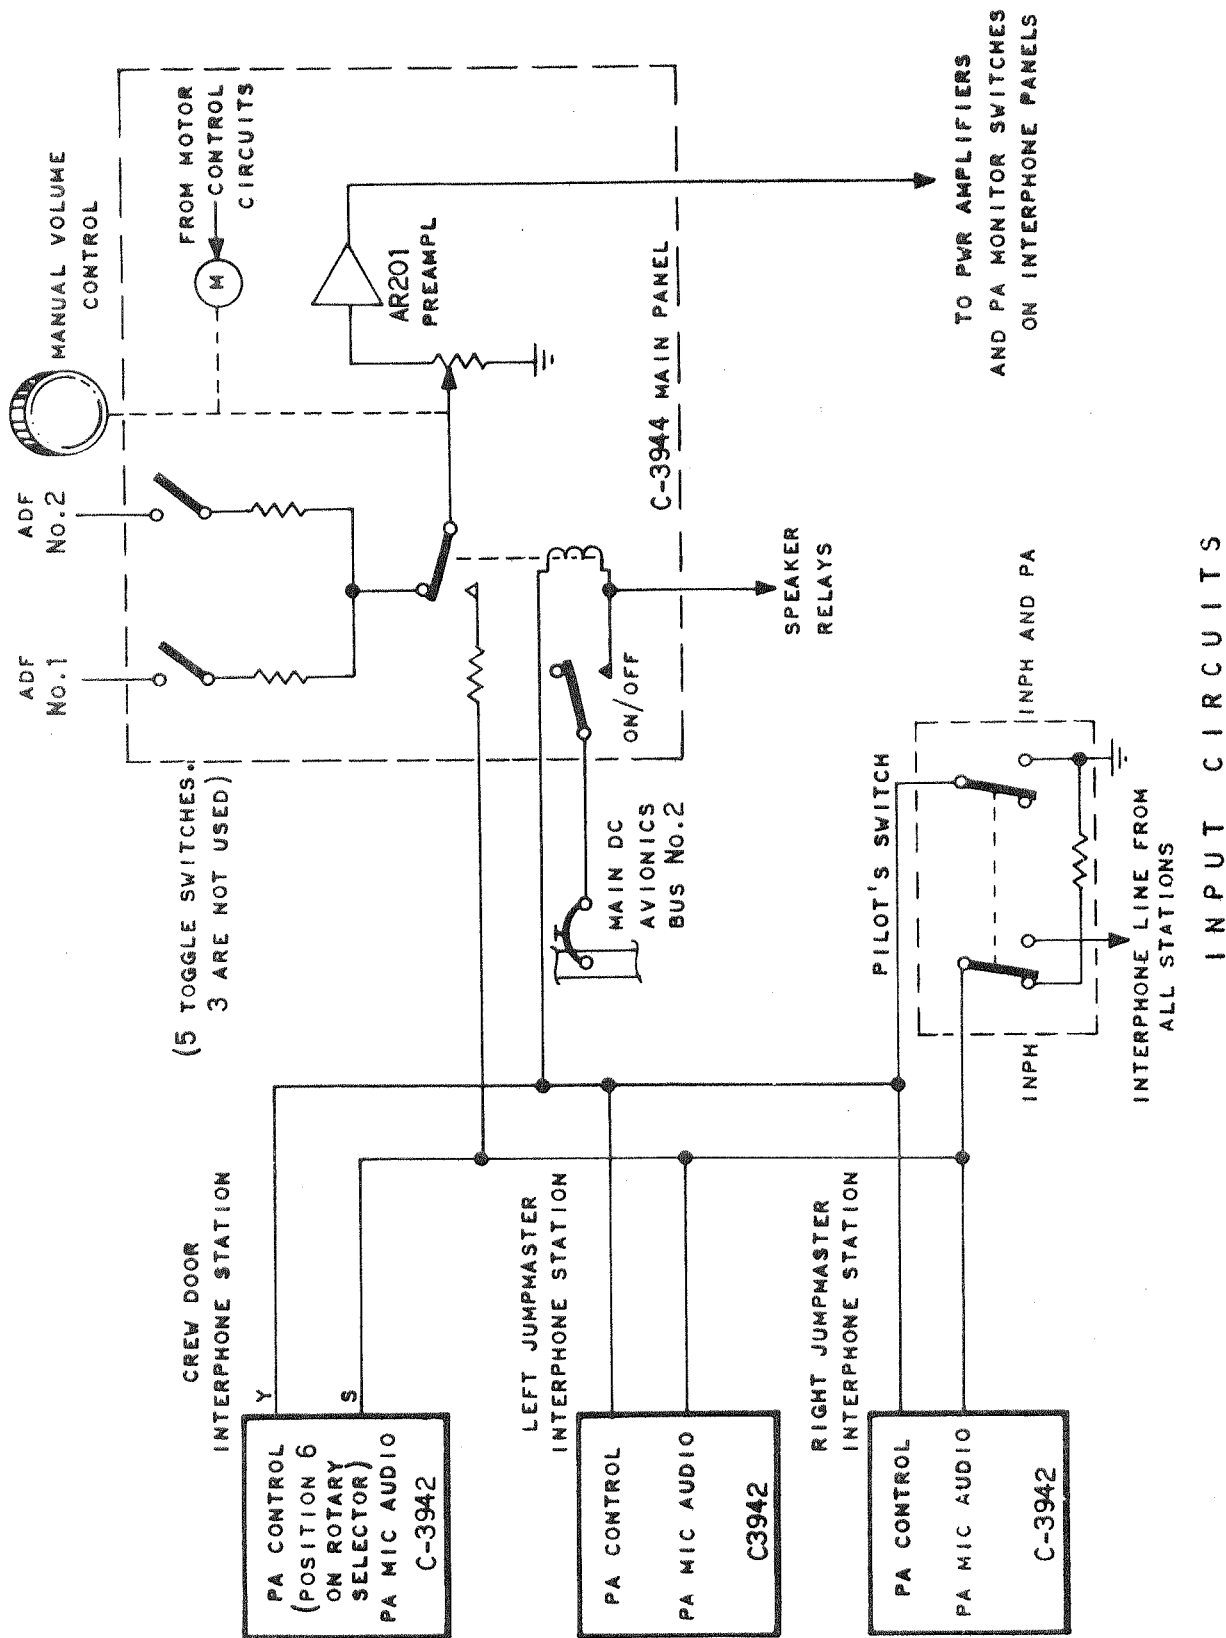 CREW DOOR
INTERPHONE STATION
PA CONTROL
(POSITION 6
ON ROTARY
SELECTOR)
PA MIC AUDIO
C-3942
Y
S
LEFT JUMPMASTER
INTERPHONE STATION
PA CONTROL
PA MIC AUDIO
C3942
RIGHT JUMPMASTER
INTERPHONE STATION
PA CONTROL
PA MIC AUDIO
C-3942
(5 TOGGLE SWITCHES.
3 ARE NOT USED)
ADF
No.1
ADF
No.2
MANUAL VOLUME
CONTROL
FROM MOTOR
CONTROL
CIRCUITS
M
AR201
PREAMPL
C-3944 MAIN PANEL
ON/OFF
MAIN DC
AVIONICS
BUS No.2
SPEAKER
RELAYS
PILOT'S SWITCH
INPH
INPH AND PA
INTERPHONE LINE FROM
ALL STATIONS
TO PWR AMPLIFIERS
AND PA MONITOR SWITCHES
ON INTERPHONE PANELS
INPUT CIRCUITS